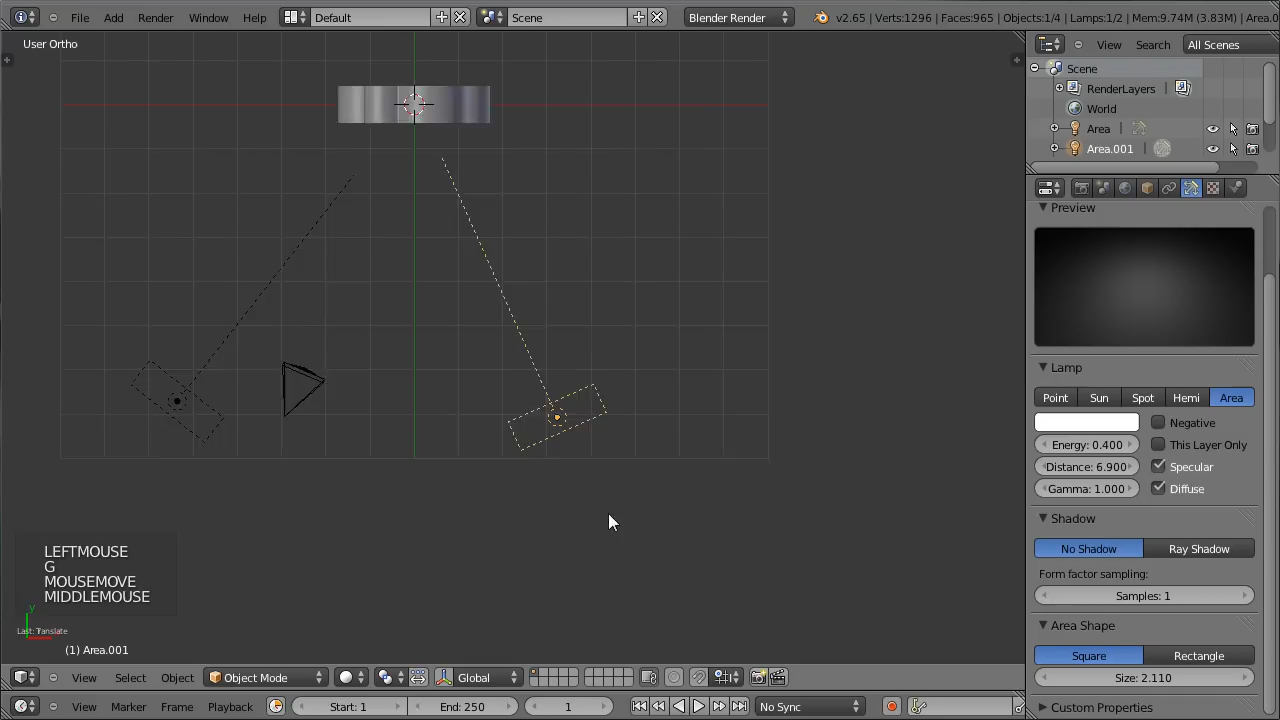 File Add Render Window Help Default Scene Blender Render v2.65 | Verts:1296 | Faces:965 | Objects:1/4 | Lamps:1/2 | Mem:9.74M (3.83M) | Area.0
User Ortho
View Search All Scenes
Scene
RenderLayers
World
Area
Area.001
Preview
Lamp
Point Sun Spot Hemi Area
Negative
Energy: 0.400 This Layer Only
Distance: 6.900 Specular
Gamma: 1.000 Diffuse
Shadow
No Shadow Ray Shadow
Form factor sampling:
Samples: 1
Area Shape
Square Rectangle
Size: 2.110
Custom Properties
LEFTMOUSE
G
MOUSEMOVE
MIDDLEMOUSE
y
Last: Translate
(1) Area.001
View Select Object Object Mode Global
View Marker Frame Playback Start: 1 End: 250 1 No Sync